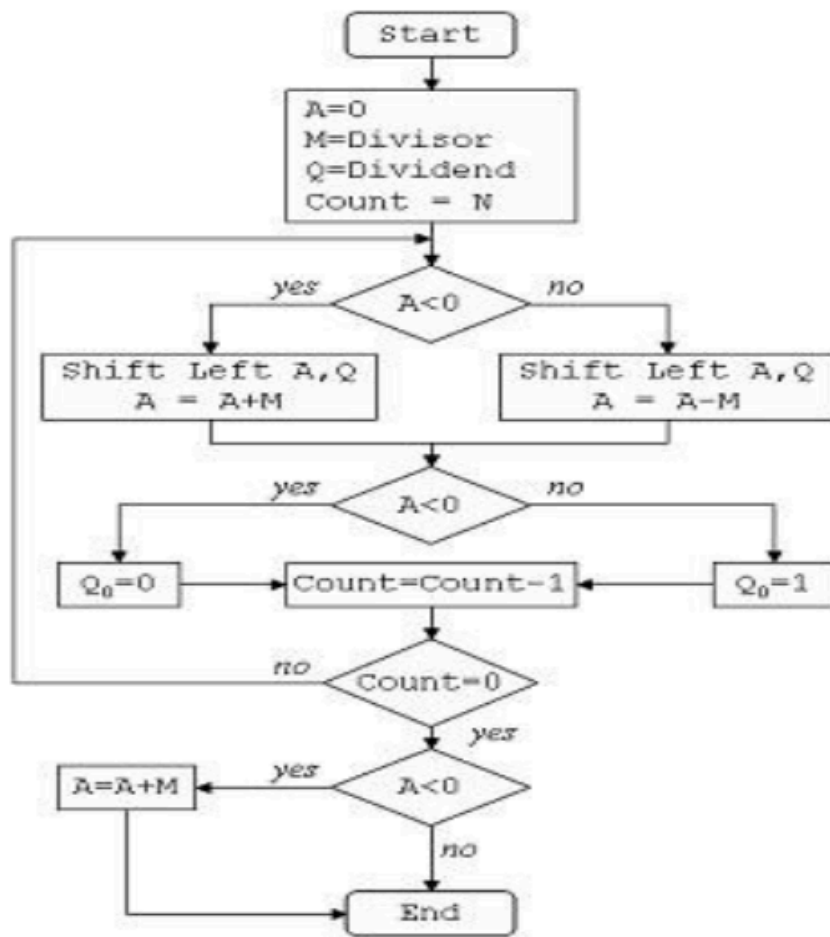 Start
A=0
M=Divisor
Q=Dividend
Count = N
yes
A<0
no
Shift Left A,Q
A = A+M
Shift Left A,Q
A = A-M
yes
A<0
no
Q₀=0
Count=Count-1
Q₀=1
no
Count=0
yes
A=A+M
yes
A<0
no
End